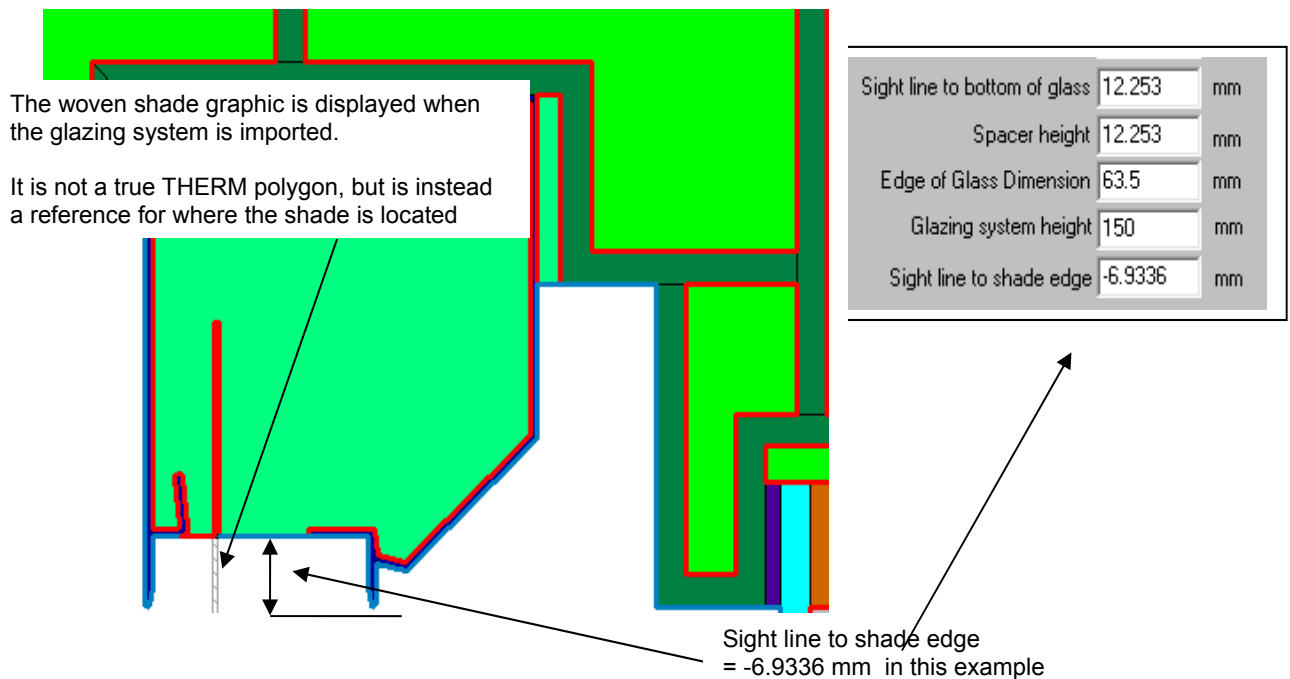 The woven shade graphic is displayed when
the glazing system is imported.
It is not a true THERM polygon, but is instead
a reference for where the shade is located
Sight line to bottom of glass 12.253 mm
Spacer height 12.253 mm
Edge of Glass Dimension 63.5 mm
Glazing system height 150 mm
Sight line to shade edge -6.9336 mm
Sight line to shade edge
= -6.9336 mm in this example